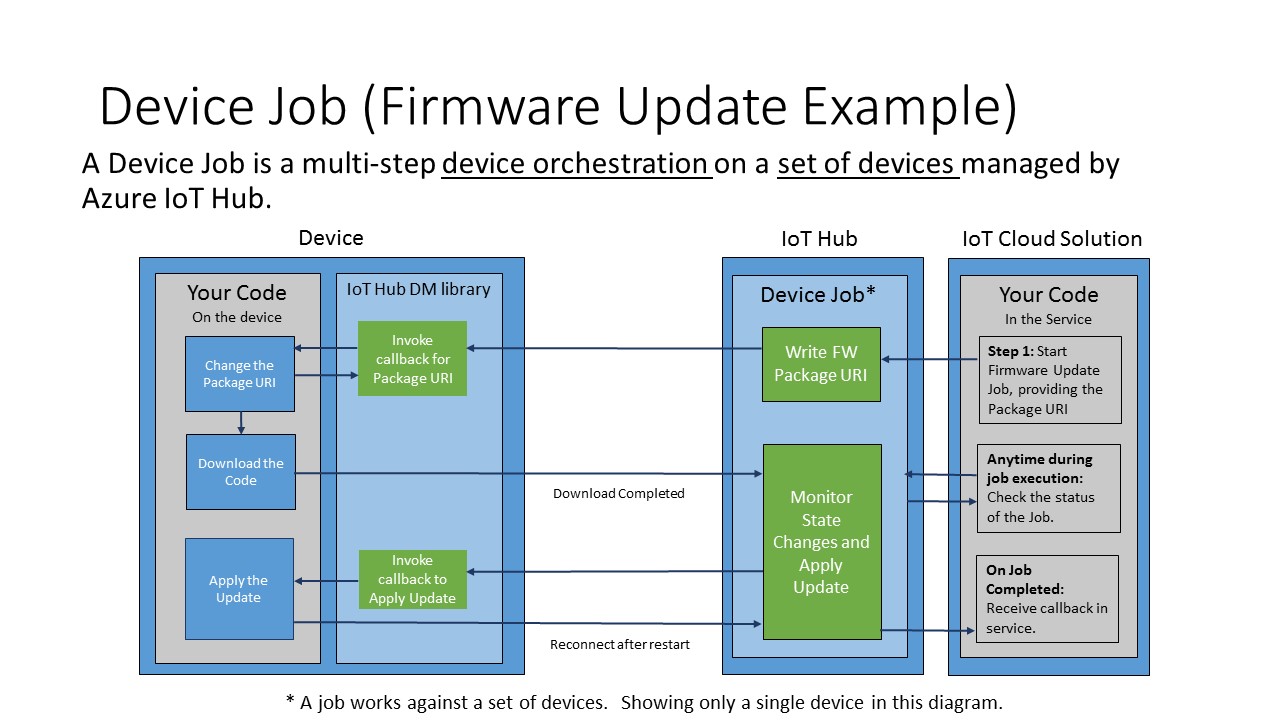 Device Job (Firmware Update Example)
A Device Job is a multi-step device orchestration on a set of devices managed by
Azure IoT Hub.
Device
IoT Hub
IoT Cloud Solution
Your Code
On the device
IoT Hub DM library
Device Job*
Your Code
In the Service
Change the
Package URI
Invoke
callback for
Package URI
Write FW
Package URI
Step 1: Start
Firmware Update
Job, providing the
Package URI
Download the
Code
Download Completed
Monitor
State
Changes and
Apply
Update
Anytime during
job execution:
Check the status
of the Job.
Apply the
Update
Invoke
callback to
Apply Update
Reconnect after restart
On Job
Completed:
Receive callback in
service.
* A job works against a set of devices. Showing only a single device in this diagram.